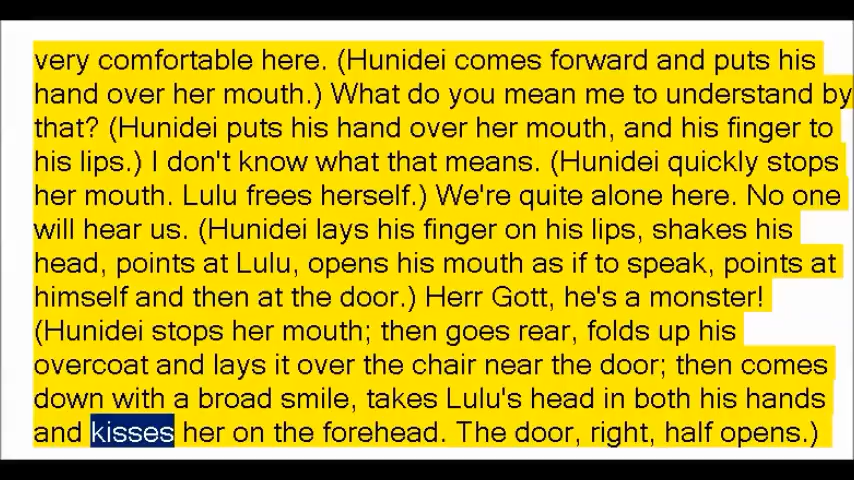 very comfortable here. (Hunidei comes forward and puts his
hand over her mouth.) What do you mean me to understand by
that? (Hunidei puts his hand over her mouth, and his finger to
his lips.) I don't know what that means. (Hunidei quickly stops
her mouth. Lulu frees herself.) We're quite alone here. No one
will hear us. (Hunidei lays his finger on his lips, shakes his
head, points at Lulu, opens his mouth as if to speak, points at
himself and then at the door.) Herr Gott, he's a monster!
(Hunidei stops her mouth; then goes rear, folds up his
overcoat and lays it over the chair near the door; then comes
down with a broad smile, takes Lulu's head in both his hands
and kisses her on the forehead. The door, right, half opens.)